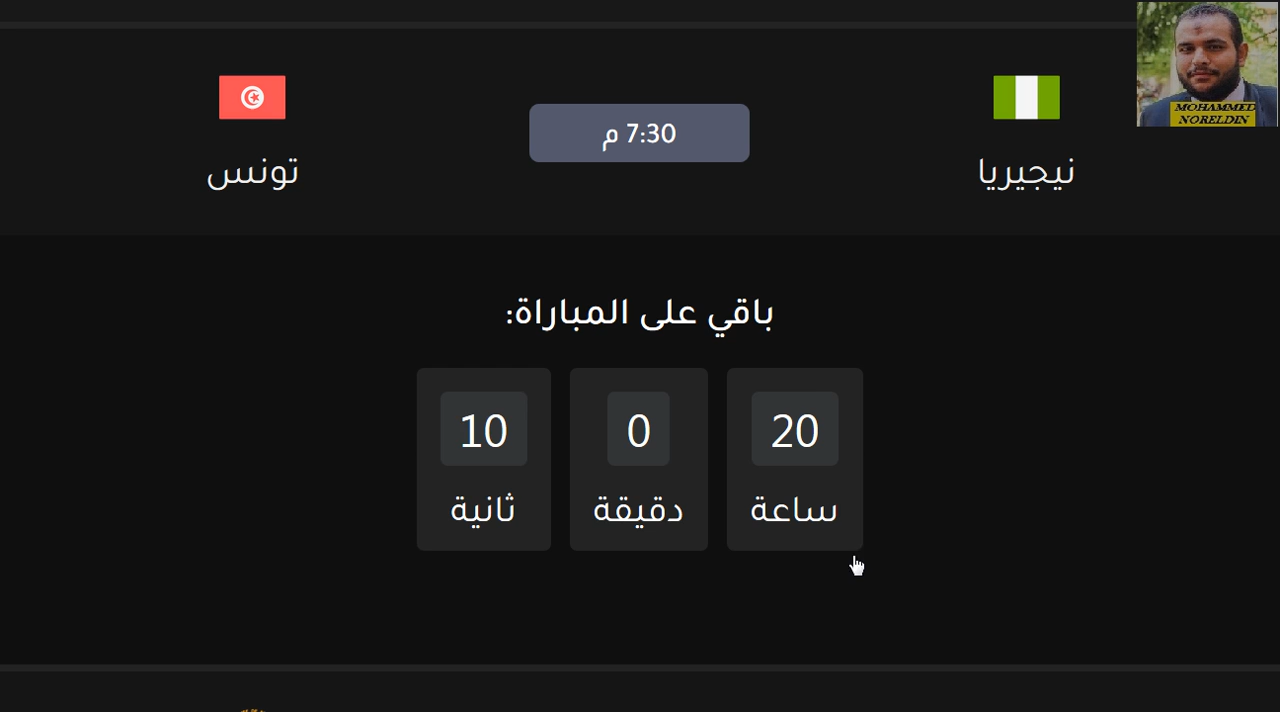 MOHAMMED
NORELDIN
7:30 م
نيجيريا
تونس
باقي على المباراة:
20
0
10
ساعة
دقيقة
ثانية